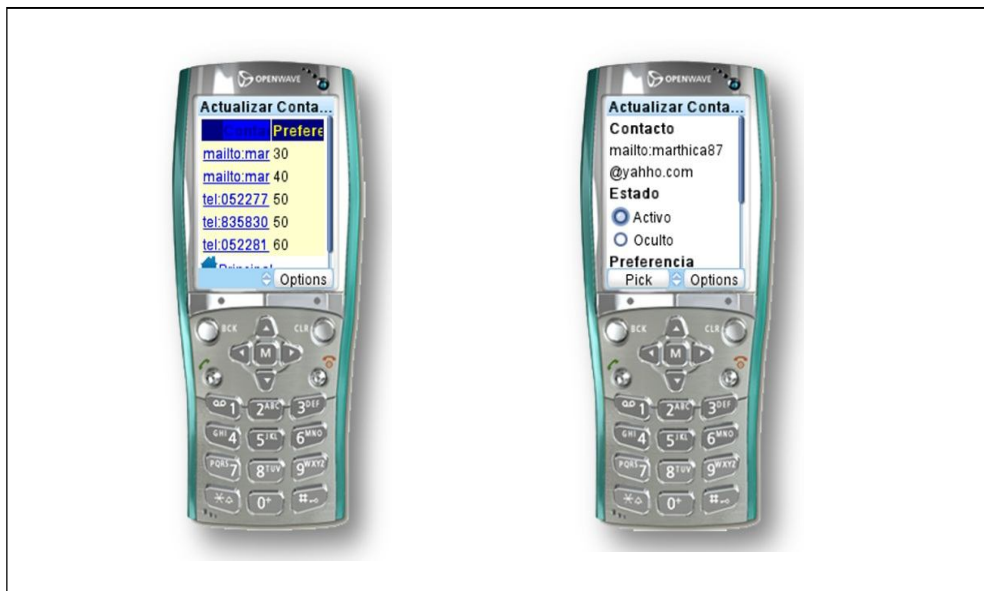 OPENWAVE
Actualizar Conta...
Conta Prefere
mailto:mar 30
mailto:mar 40
tel:052277 50
tel:835830 50
tel:052281 60
Principal
Options
BCK CLR
M
1 2ABC 3DEF
GHI4 5JKL 6MNO
PQRS7 8TUV 9WXYZ
0+ #
OPENWAVE
Actualizar Conta...
Contacto
mailto:marthica87
@yahho.com
Estado
Activo
Oculto
Preferencia
Pick Options
BCK CLR
M
1 2ABC 3DEF
GHI4 5JKL 6MNO
PQRS7 8TUV 9WXYZ
0+ #